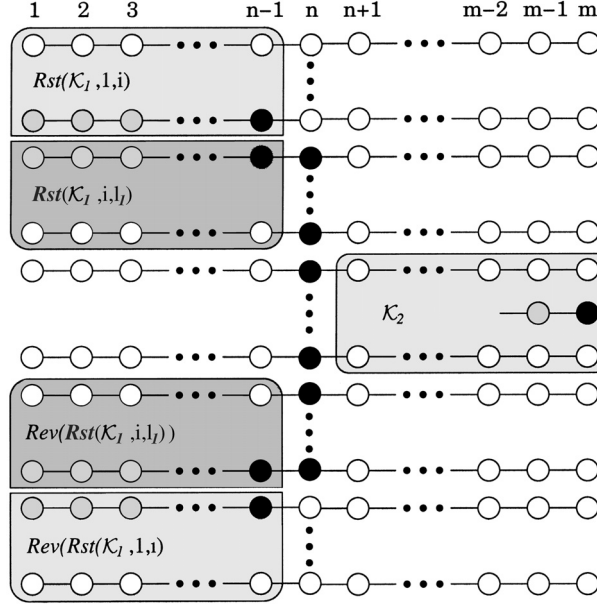 1 2 3 n−1 n n+1 m−2 m−1 m
Rst(𝒦₁,1,i)
Rst(𝒦₁,i,l₁)
𝒦₂
Rev(Rst(𝒦₁,i,l₁))
Rev(Rst(𝒦₁,1,ı)